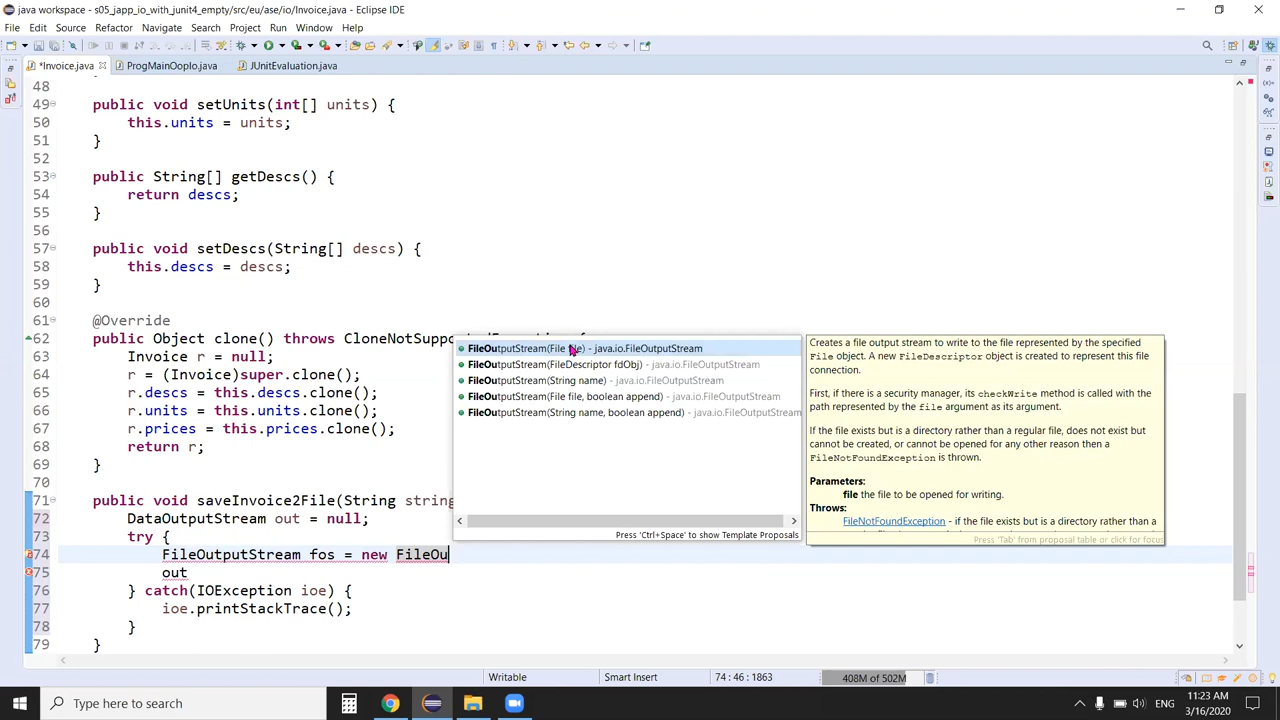 java workspace - s05_japp_io_with_junit4_empty/src/eu/ase/io/Invoice.java - Eclipse IDE
File Edit Source Refactor Navigate Search Project Run Window Help
*Invoice.java ProgMainOopIo.java JUnitEvaluation.java
48
49 public void setUnits(int[] units) {
50 this.units = units;
51 }
52
53 public String[] getDescs() {
54 return descs;
55 }
56
57 public void setDescs(String[] descs) {
58 this.descs = descs;
59 }
60
61 @Override
62 public Object clone() throws CloneNotSupportedException {
63 Invoice r = null;
64 r = (Invoice)super.clone();
65 r.descs = this.descs.clone();
66 r.units = this.units.clone();
67 r.prices = this.prices.clone();
68 return r;
69 }
70
71 public void saveInvoice2File(String string
72 DataOutputStream out = null;
73 try {
74 FileOutputStream fos = new FileOu
75 out
76 } catch(IOException ioe) {
77 ioe.printStackTrace();
78 }
79 }
FileOutputStream(File file) - java.io.FileOutputStream
FileOutputStream(FileDescriptor fdObj) - java.io.FileOutputStream
FileOutputStream(String name) - java.io.FileOutputStream
FileOutputStream(File file, boolean append) - java.io.FileOutputStream
FileOutputStream(String name, boolean append) - java.io.FileOutputStream
Press 'Ctrl+Space' to show Template Proposals
Creates a file output stream to write to the file represented by the specified
File object. A new FileDescriptor object is created to represent this file
connection.
First, if there is a security manager, its checkWrite method is called with the
path represented by the file argument as its argument.
If the file exists but is a directory rather than a regular file, does not exist but
cannot be created, or cannot be opened for any other reason then a
FileNotFoundException is thrown.
Parameters:
file the file to be opened for writing.
Throws:
FileNotFoundException - if the file exists but is a directory rather than a
Press 'Tab' from proposal table or click for focus
Writable Smart Insert 74 : 46 : 1863 408M of 502M
Type here to search
ENG
11:23 AM
3/16/2020